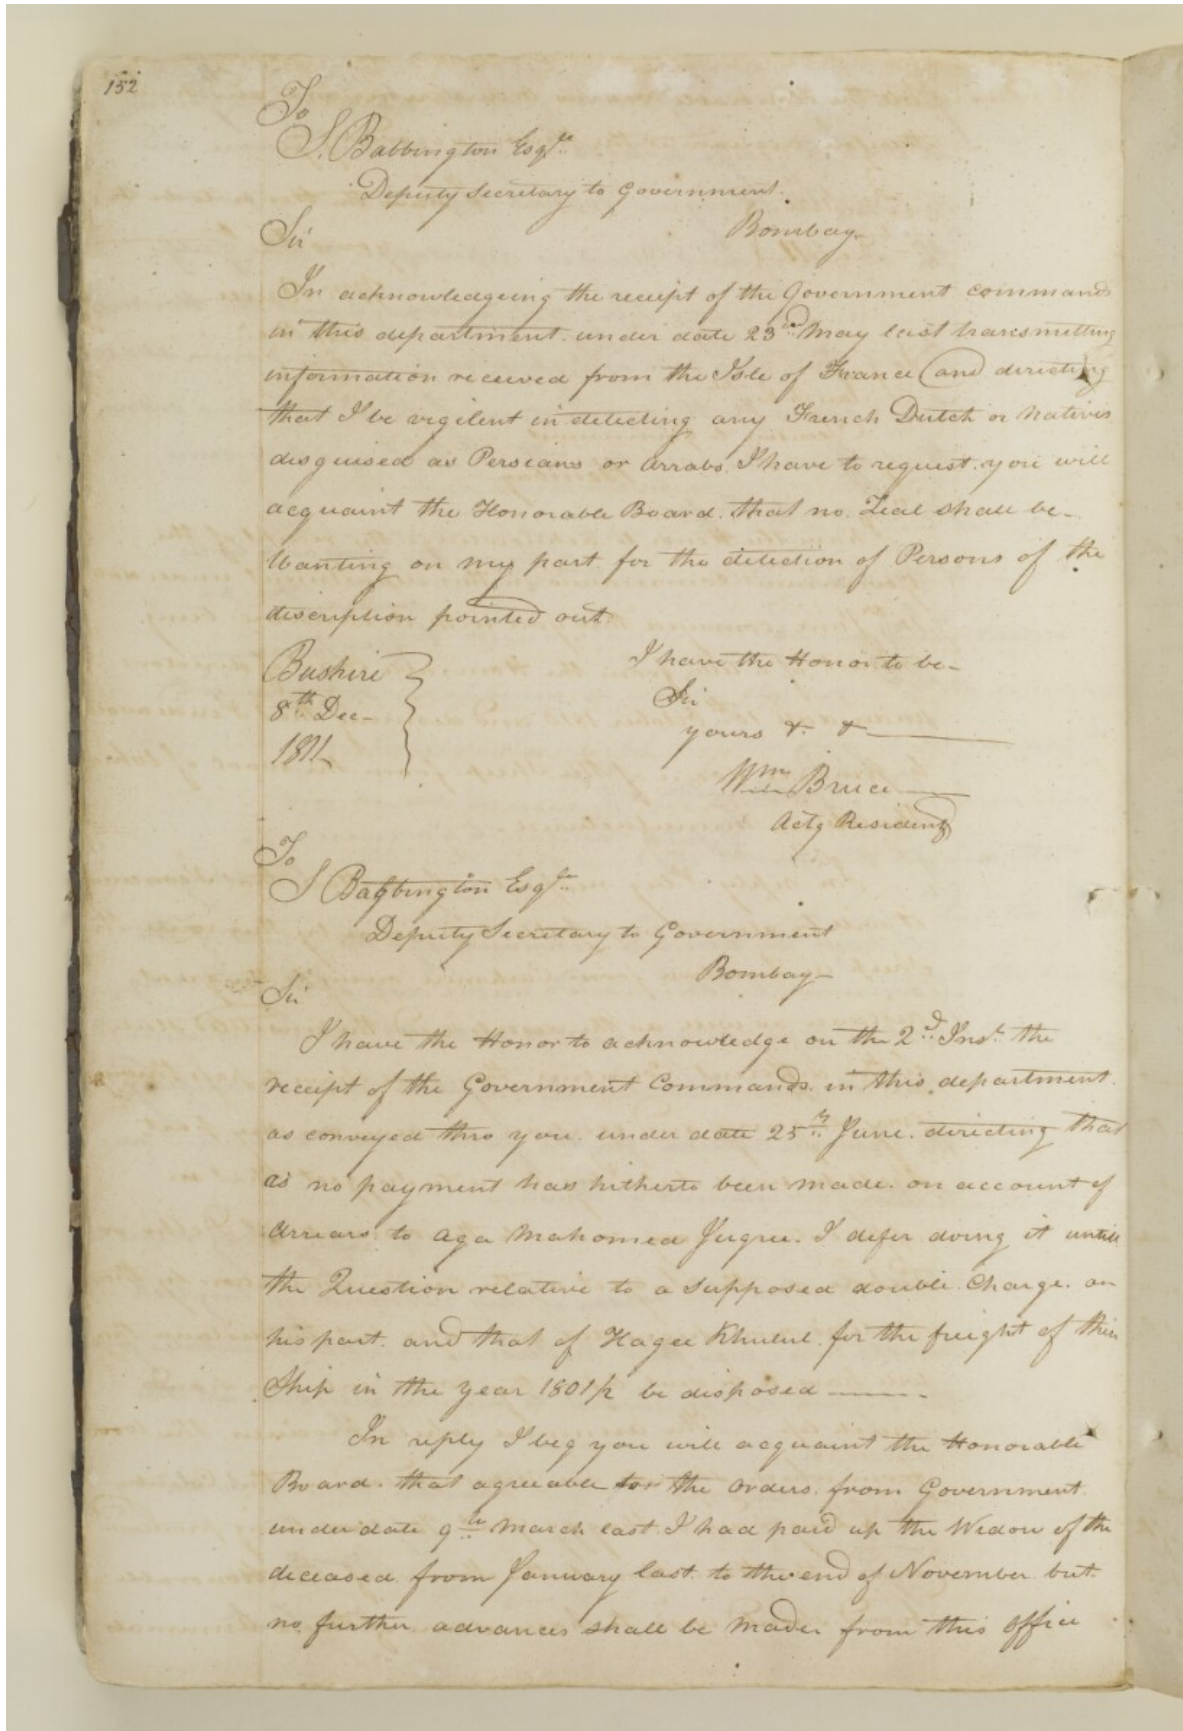 152
To
S. Babbington Esqre
Deputy Secretary to Government.
Bombay
Sir
In acknowledgeing the receipt of the Government commands
in this department. under date 23rd May last transmitting
information received from the Isle of France and directing
that I be vigilent in detecting any French Dutch or natives
disguised as Persians or Arrabs. I have to request. you will
acquaint the Honorable Board. that no. Zeal shall be
Wanting on my part for the detection of Persons of the
discription pointed out.
Bushire
8th Dec
1811
I have the Honor to be
Sir
yours & &
Wm Bruce
Actg Resident
To
S Babbington Esqre
Deputy Secretary to Government
Bombay
Sir
I have the Honor to acknowledge on the 2d Inst. the
receipt of the Government Commands. in this department.
as conveyed thro you. under date 25 June. directing that
as no payment has hitherto been made. on account of
Arrears. to Aga Mahomed I defer doing it untill
the Question relative to a Supposed double. Charge. on
his part. and that of Hagee Khulul. for the freight of their
Ship in the year 1801/2 be disposed
In reply I beg you will acquaint the Honorable
Board. that agreeable to the Orders. from Government
under date 9th March last. I had paid up the Widow of the
deceased. from January last. to the end of November but.
no. further. advances shall be made from this office